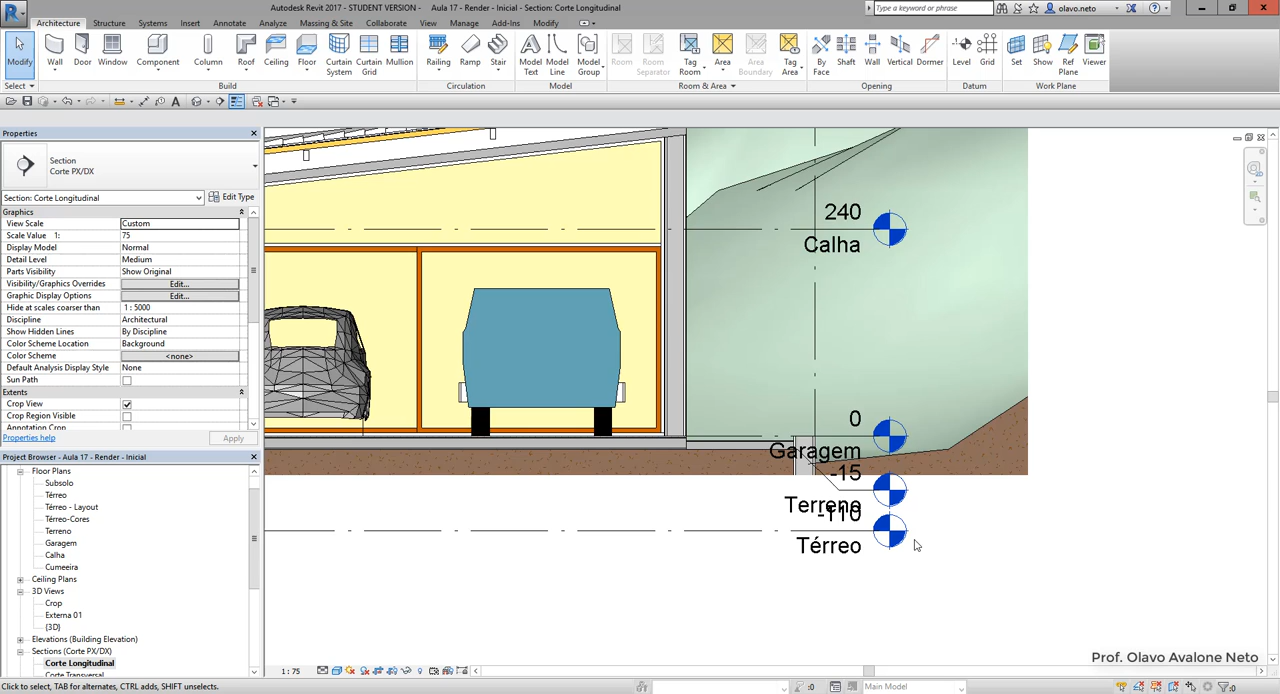 Autodesk Revit 2017 - STUDENT VERSION - Aula 17 - Render - Inicial - Section: Corte Longitudinal
Type a keyword or phrase
olavo.neto
Architecture Structure Systems Insert Annotate Analyze Massing & Site Collaborate View Manage Add-Ins Modify
Modify Wall Door Window Component Column Roof Ceiling Floor Curtain System Curtain Grid Mullion Railing Ramp Stair Model Text Model Line Model Group Room Room Separator Tag Room Area Area Boundary Tag Area By Face Shaft Wall Vertical Dormer Level Grid Set Show Ref Plane Viewer
Select Build Circulation Model Room & Area Opening Datum Work Plane
Properties
Section
Corte PX/DX
Section: Corte Longitudinal Edit Type
Graphics
View Scale Custom
Scale Value 1: 75
Display Model Normal
Detail Level Medium
Parts Visibility Show Original
Visibility/Graphics Overrides Edit...
Graphic Display Options Edit...
Hide at scales coarser than 1 : 5000
Discipline Architectural
Show Hidden Lines By Discipline
Color Scheme Location Background
Color Scheme <none>
Default Analysis Display Style None
Sun Path
Extents
Crop View
Crop Region Visible
Annotation Crop
Properties help Apply
Project Browser - Aula 17 - Render - Inicial
Floor Plans
Subsolo
Térreo
Térreo - Layout
Térreo-Cores
Terreno
Garagem
Calha
Cumeeira
Ceiling Plans
3D Views
Crop
Externa 01
{3D}
Elevations (Building Elevation)
Sections (Corte PX/DX)
Corte Longitudinal
Corte Transversal
240
Calha
0
Garagem
-15
Terreno
-110
Térreo
1 : 75
Prof. Olavo Avalone Neto
Click to select, TAB for alternates, CTRL adds, SHIFT unselects.
:0 Main Model :0